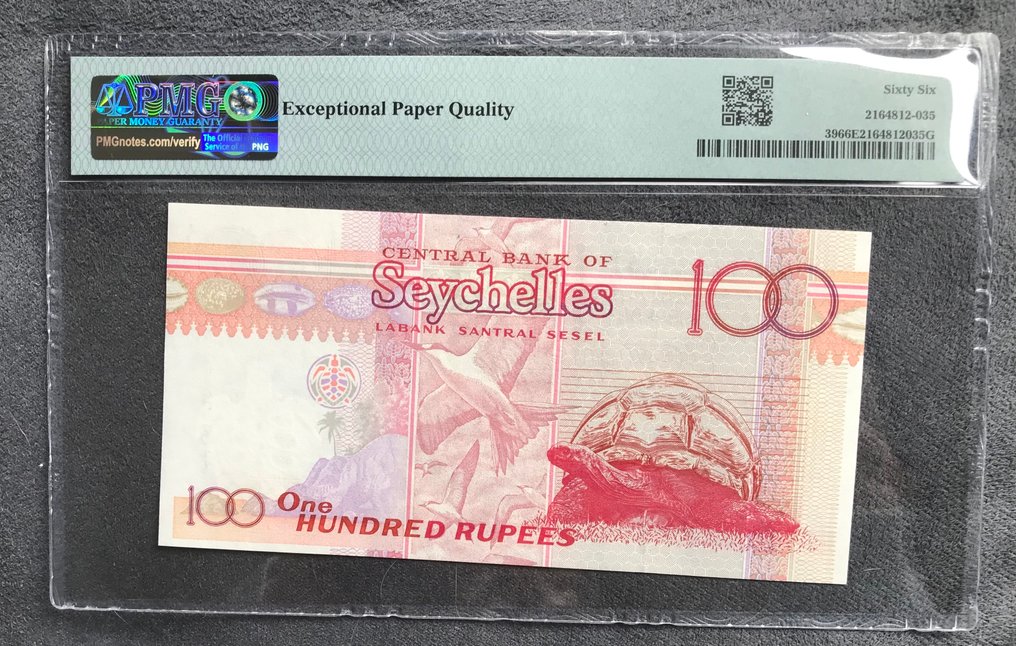 PMG
PAPER MONEY GUARANTY
PMGnotes.com/verify
The Official
Service of
PNG
Exceptional Paper Quality
Sixty Six
2164812-035
3966E2164812035G
CENTRAL BANK OF
Seychelles
LABANK SANTRAL SESEL
100
100
One
HUNDRED RUPEES